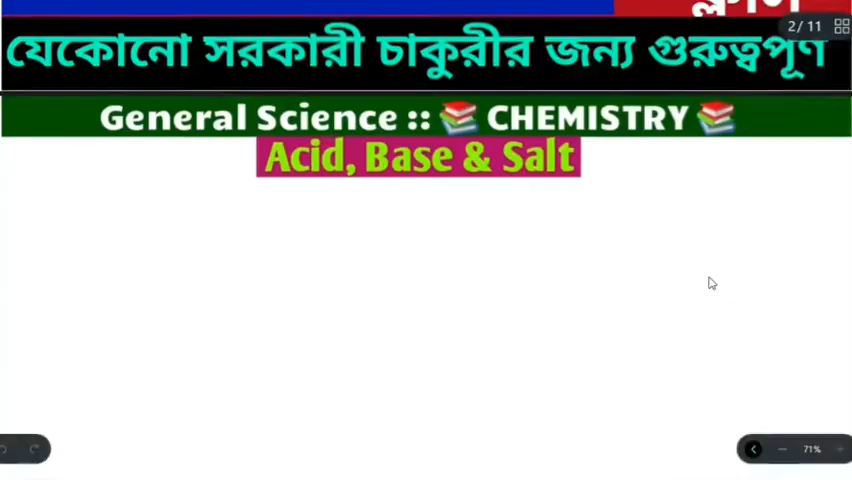 ক্লাস
2/11
যেকোনো সরকারী চাকুরীর জন্য গুরুত্বপূর্ণ
General Science :: 📚 CHEMISTRY 📚
Acid, Base & Salt
71%